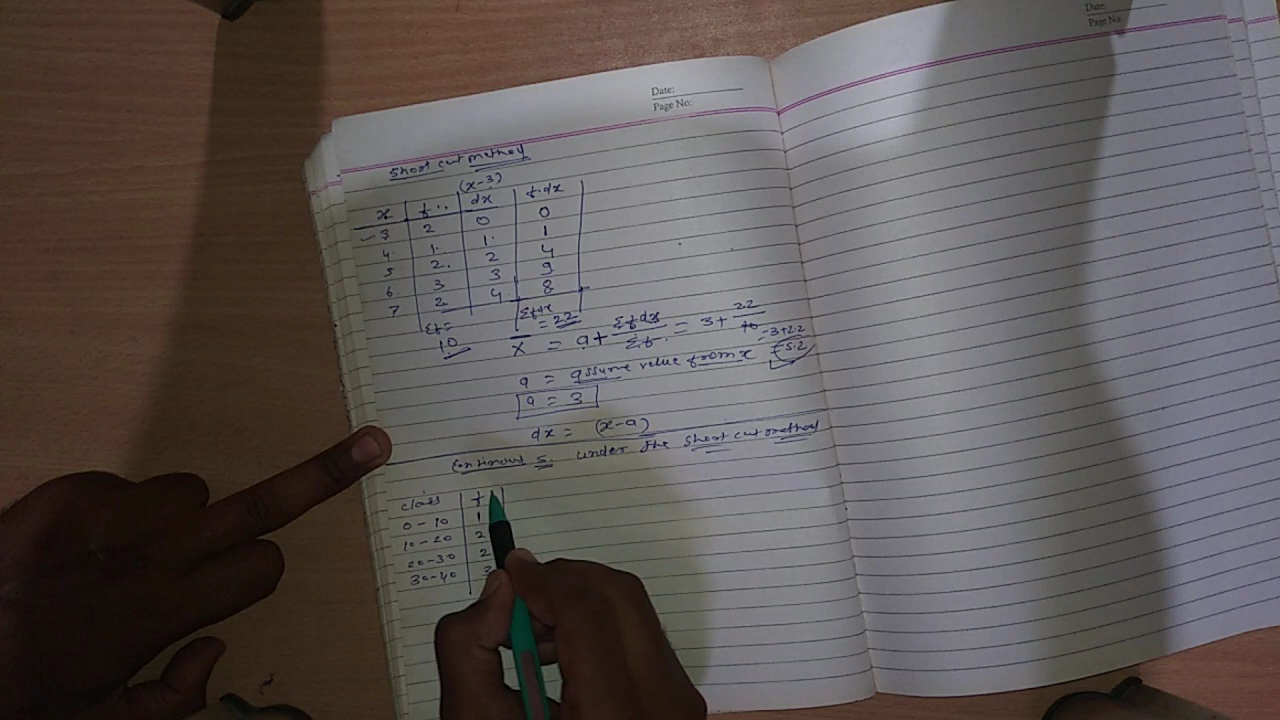 Date:
Page No:
Date:
Page No:
Short cut method
(x-3)
x f dx f.dx
3 2 0 0
4 1 1 1
5 2 2 4
6 3 3 9
7 2 4 8
Σf= Σfdx
10 = 22
x̄ = a + Σfdx/Σf = 3 + 22/10
= 3+2.2
= 5.2
a = assume value from x
a = 3
dx = (x-a)
continuous S. under the short cut method
class f
0-10 1
10-20 2
20-30 2
30-40 3